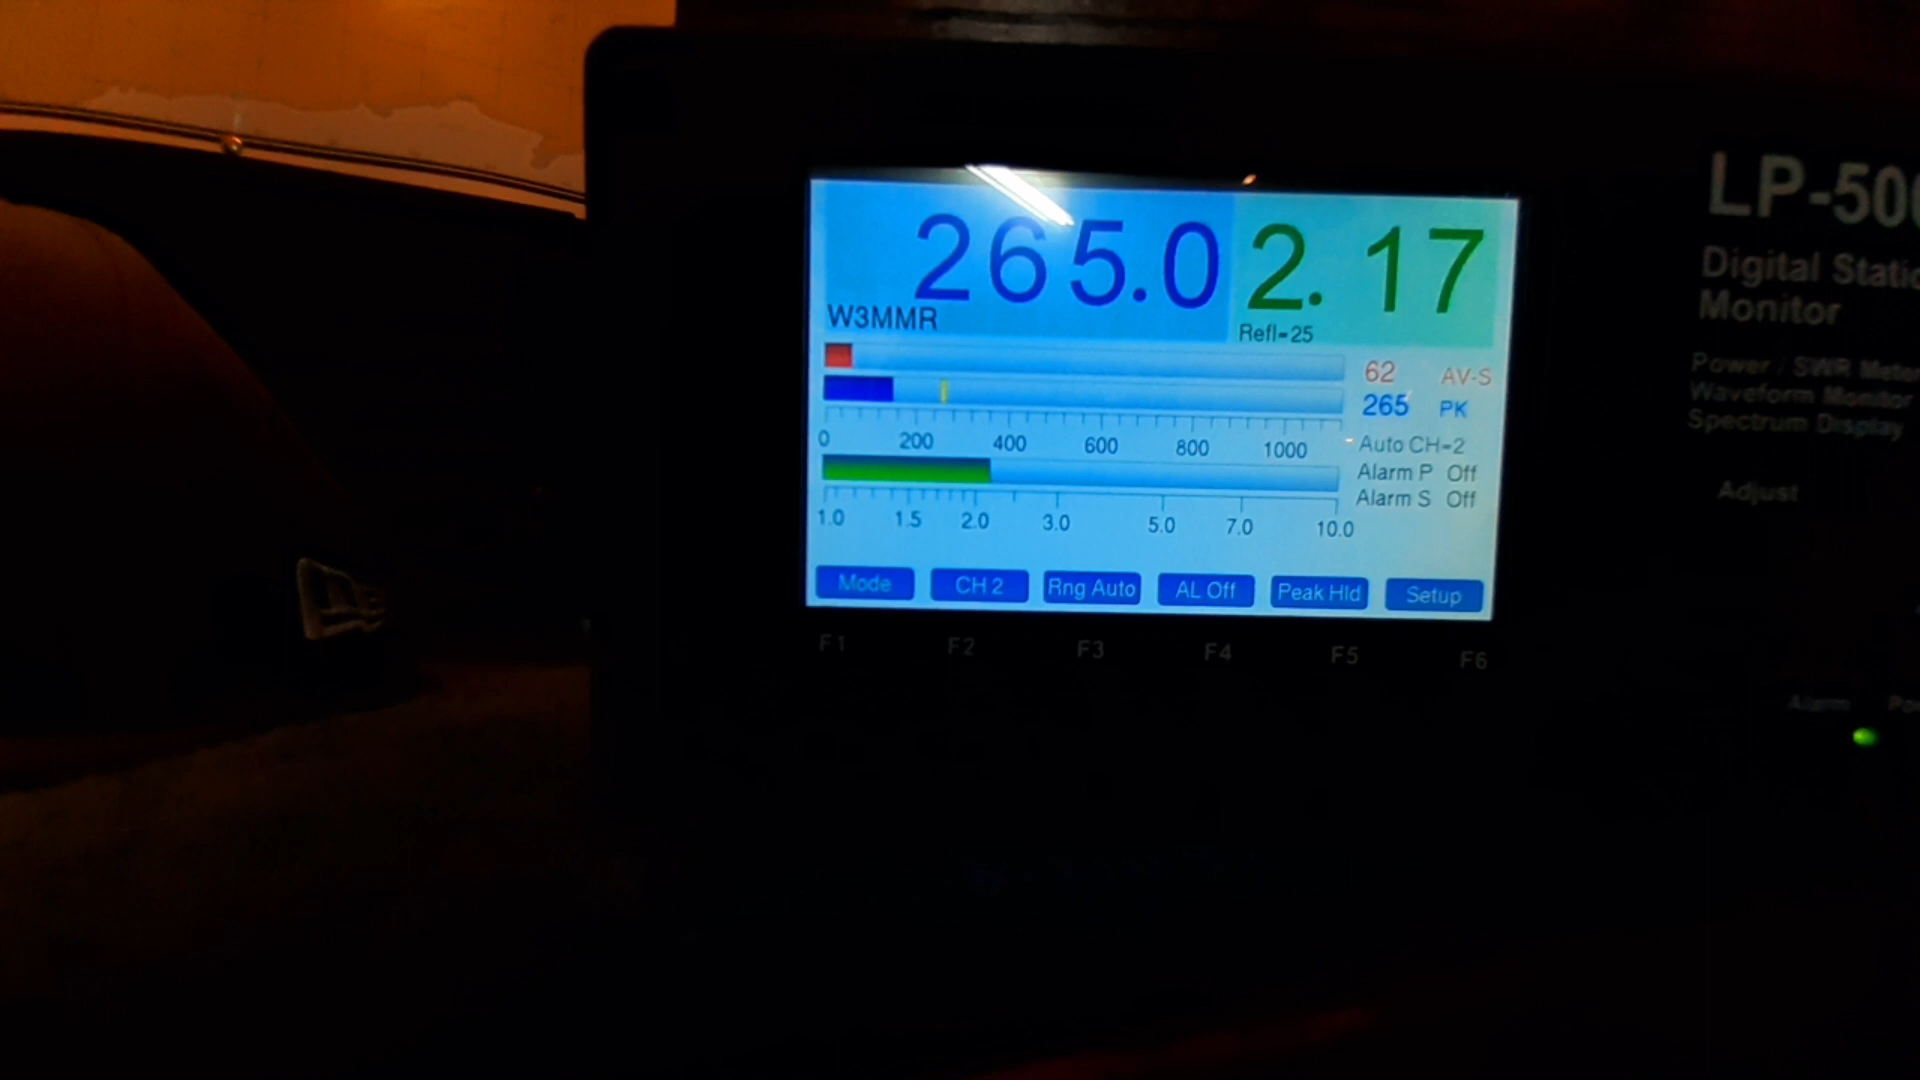 265.0 2.17
W3MMR
Refl=25
62 AV-S
265 PK
0 200 400 600 800 1000
Auto CH=2
Alarm P Off
Alarm S Off
1.0 1.5 2.0 3.0 5.0 7.0 10.0
Mode CH 2 Rng Auto AL Off Peak Hld Setup
F1 F2 F3 F4 F5 F6
LP-500
Digital Static
Monitor
Power / SWR Meter
Waveform Monitor
Spectrum Display
Adjust
Alarm